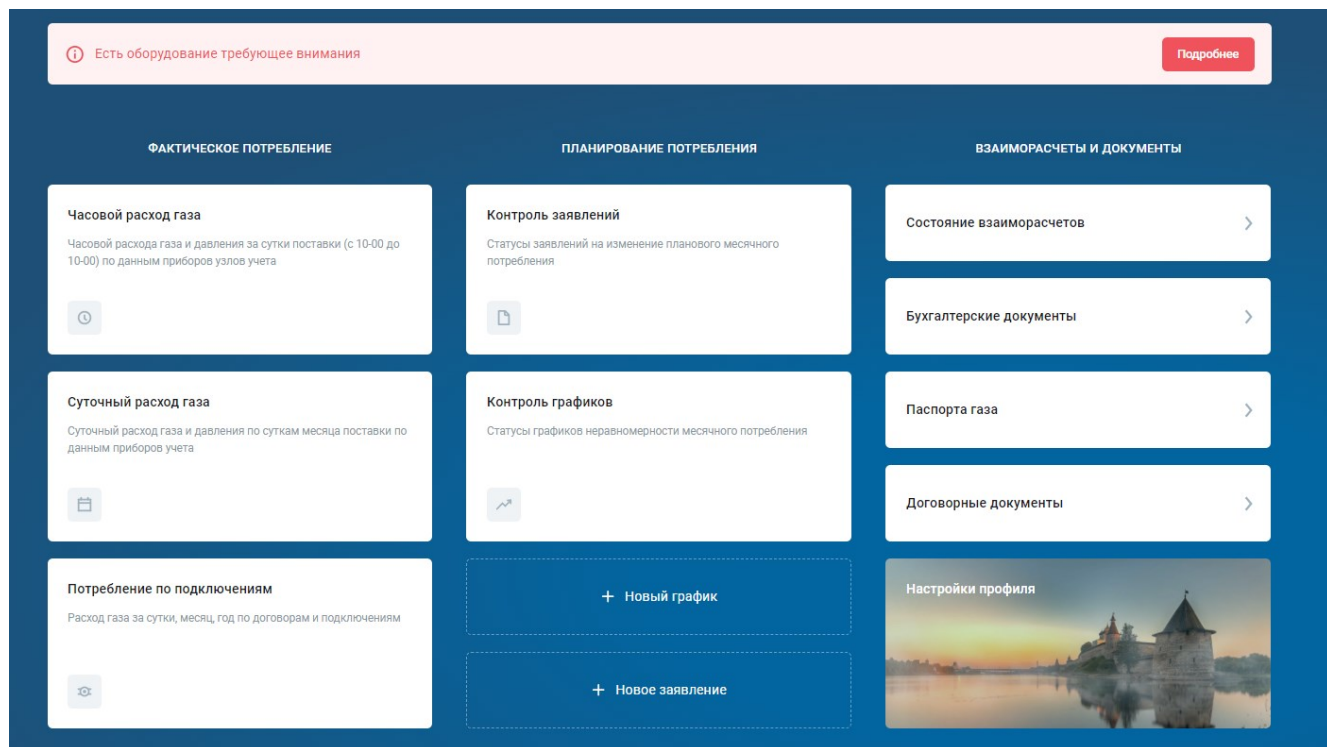 Есть оборудование требующее внимания
Подробнее
ФАКТИЧЕСКОЕ ПОТРЕБЛЕНИЕ
Часовой расход газа
Часовой расхода газа и давления за сутки поставки (с 10-00 до
10-00) по данным приборов узлов учета
Суточный расход газа
Суточный расход газа и давления по суткам месяца поставки по
данным приборов учета
Потребление по подключениям
Расход газа за сутки, месяц, год по договорам и подключениям
ПЛАНИРОВАНИЕ ПОТРЕБЛЕНИЯ
Контроль заявлений
Статусы заявлений на изменение планового месячного
потребления
Контроль графиков
Статусы графиков неравномерности месячного потребления
+ Новый график
+ Новое заявление
ВЗАИМОРАСЧЕТЫ И ДОКУМЕНТЫ
Состояние взаиморасчетов
Бухгалтерские документы
Паспорта газа
Договорные документы
Настройки профиля